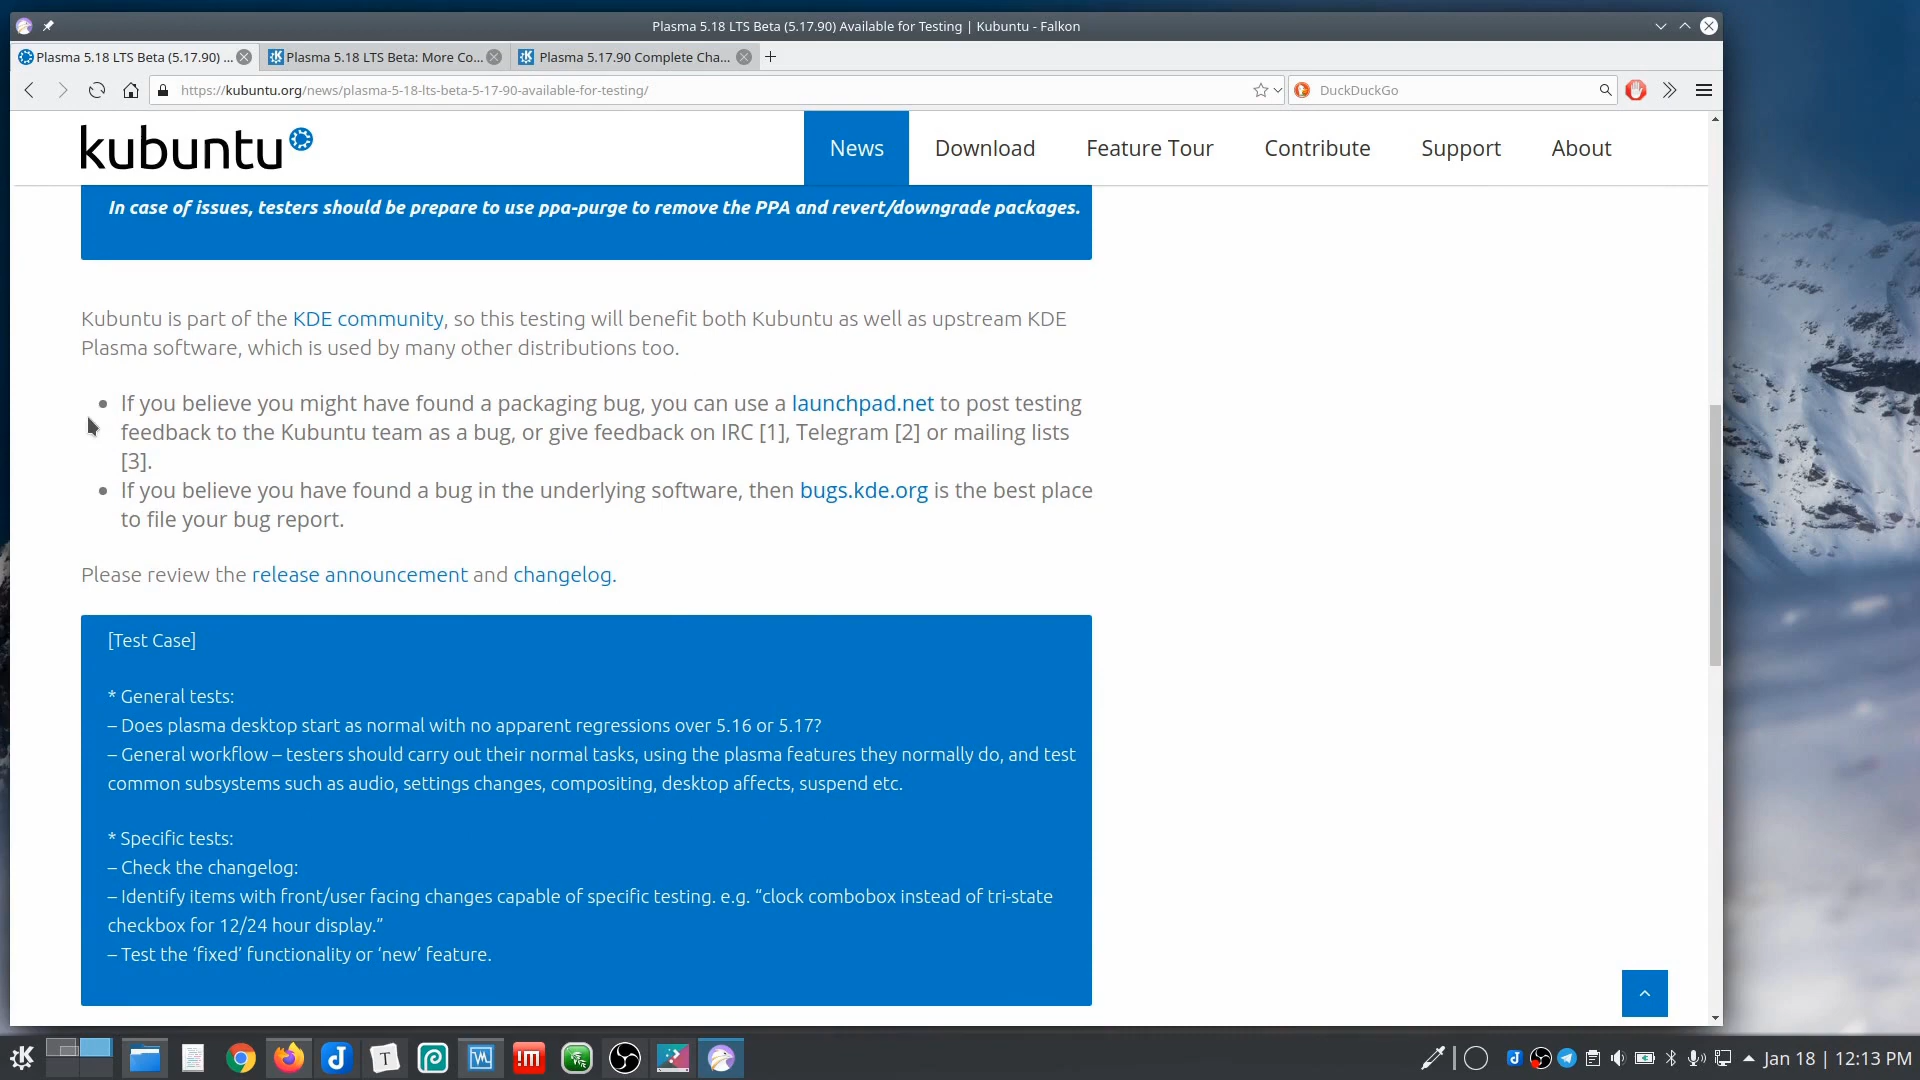 Plasma 5.18 LTS Beta (5.17.90) Available for Testing | Kubuntu - Falkon
Plasma 5.18 LTS Beta (5.17.90) ...
Plasma 5.18 LTS Beta: More Co...
Plasma 5.17.90 Complete Cha...
https://kubuntu.org/news/plasma-5-18-lts-beta-5-17-90-available-for-testing/
DuckDuckGo
kubuntu
News
Download
Feature Tour
Contribute
Support
About
In case of issues, testers should be prepare to use ppa-purge to remove the PPA and revert/downgrade packages.
Kubuntu is part of the KDE community, so this testing will benefit both Kubuntu as well as upstream KDE
Plasma software, which is used by many other distributions too.
• If you believe you might have found a packaging bug, you can use a launchpad.net to post testing
feedback to the Kubuntu team as a bug, or give feedback on IRC [1], Telegram [2] or mailing lists
[3].
• If you believe you have found a bug in the underlying software, then bugs.kde.org is the best place
to file your bug report.
Please review the release announcement and changelog.
[Test Case]
* General tests:
– Does plasma desktop start as normal with no apparent regressions over 5.16 or 5.17?
– General workflow – testers should carry out their normal tasks, using the plasma features they normally do, and test
common subsystems such as audio, settings changes, compositing, desktop affects, suspend etc.
* Specific tests:
– Check the changelog:
– Identify items with front/user facing changes capable of specific testing. e.g. “clock combobox instead of tri-state
checkbox for 12/24 hour display.”
– Test the ‘fixed’ functionality or ‘new’ feature.
Jan 18 | 12:13 PM